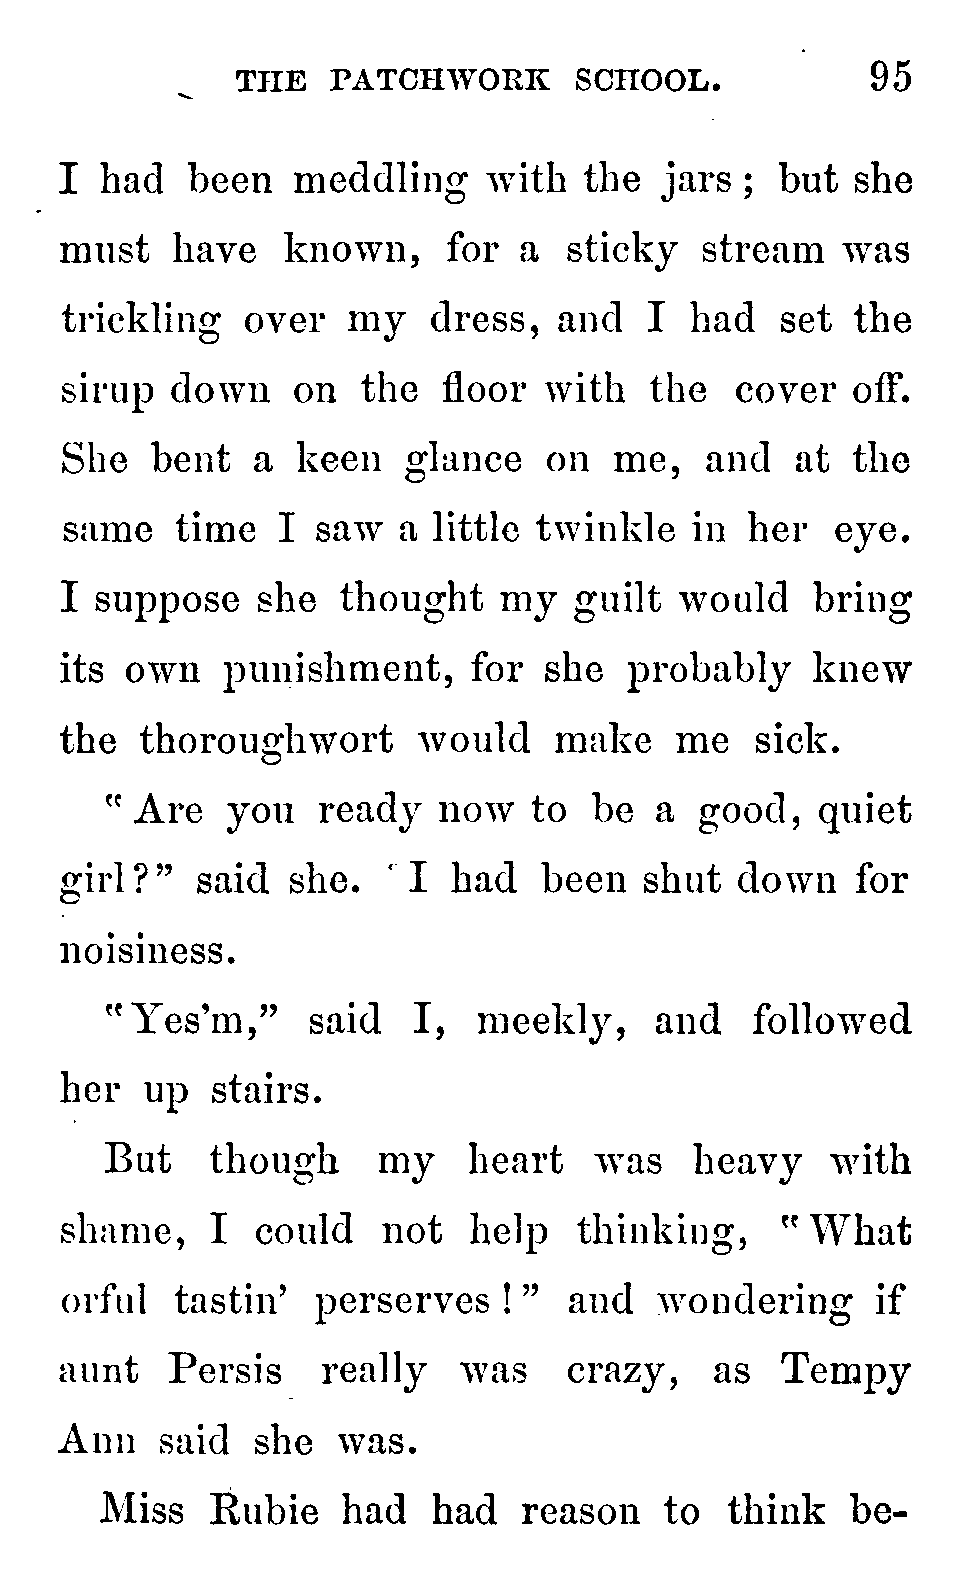 THE PATCHWORK SCHOOL. 95
I had been meddling with the jars; but she
must have known, for a sticky stream was
trickling over my dress, and I had set the
sirup down on the floor with the cover off.
She bent a keen glance on me, and at the
same time I saw a little twinkle in her eye.
I suppose she thought my guilt would bring
its own punishment, for she probably knew
the thoroughwort would make me sick.
"Are you ready now to be a good, quiet
girl?" said she. I had been shut down for
noisiness.
"Yes'm," said I, meekly, and followed
her up stairs.
But though my heart was heavy with
shame, I could not help thinking, "What
orful tastin' perserves!" and wondering if
aunt Persis really was crazy, as Tempy
Ann said she was.
Miss Rubie had had reason to think be-